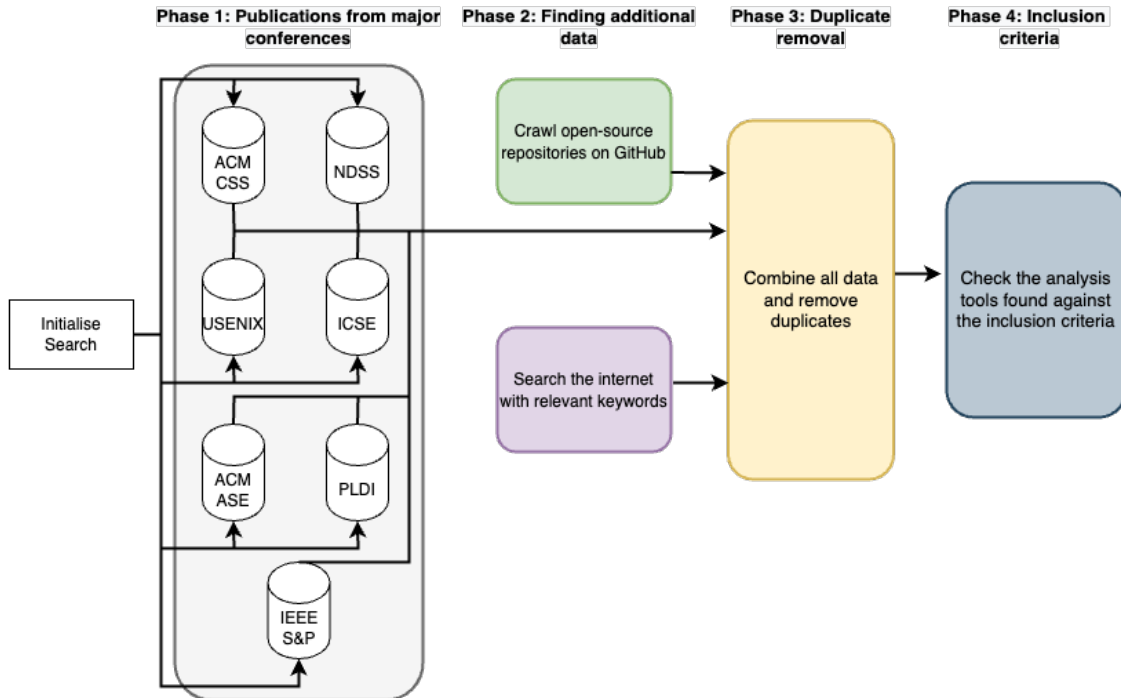 Phase 1: Publications from major
conferences
Phase 2: Finding additional
data
Phase 3: Duplicate
removal
Phase 4: Inclusion
criteria
ACM
CSS
NDSS
USENIX
ICSE
Initialise
Search
ACM
ASE
PLDI
IEEE
S&P
Crawl open-source
repositories on GitHub
Search the internet
with relevant keywords
Combine all data
and remove
duplicates
Check the analysis
tools found against
the inclusion criteria